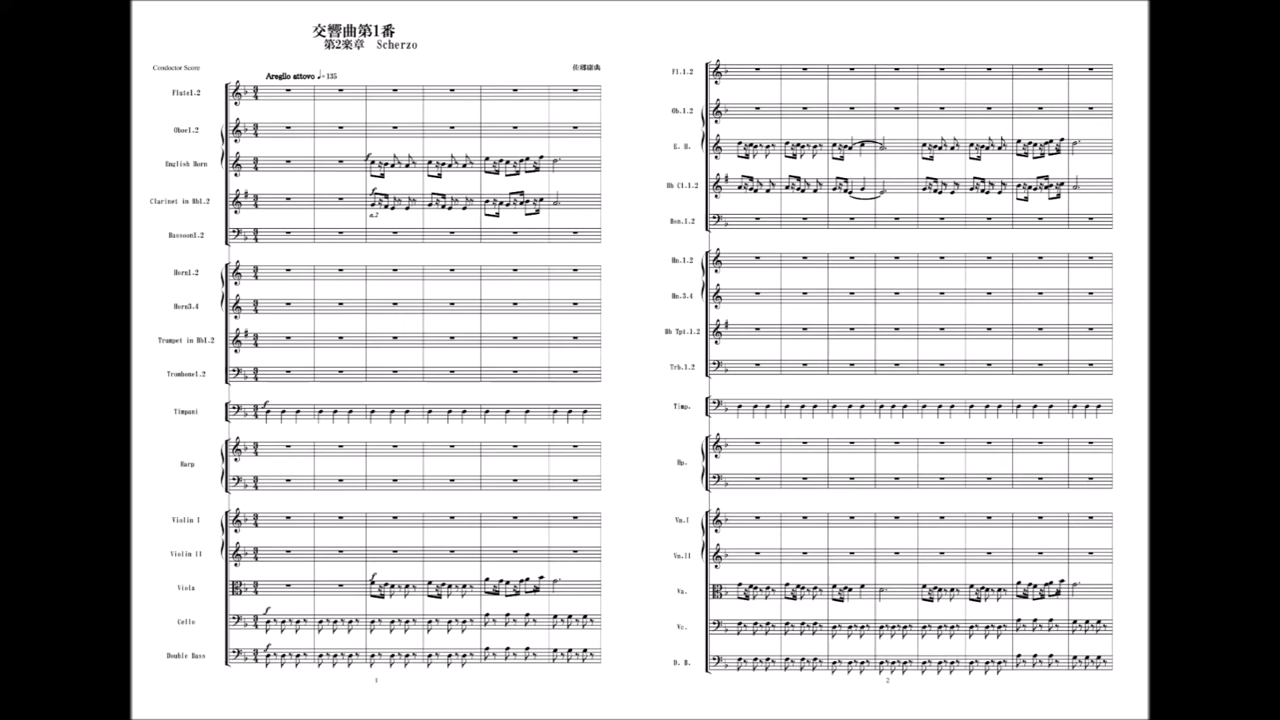 交響曲第1番
第2楽章　Scherzo
Conductor Score
Areglio attovo ♩=135
Flute1.2
Oboe1.2
English Horn
f
Clarinet in Bb1.2
f
a.2
Bassoon1.2
Horn1.2
Horn3.4
Trumpet in Bb1.2
Trombone1.2
Timpani
f
Harp
Violin I
Violin II
Viola
f
Cello
f
Double Bass
f
1
Fl.1.2
Ob.1.2
E. H.
Bb Cl.1.2
Bsn.1.2
Hn.1.2
Hn.3.4
Bb Tpt.1.2
Trb.1.2
Timp.
Hp.
Vn.I
Vn.II
Va.
Vc.
D. B.
2